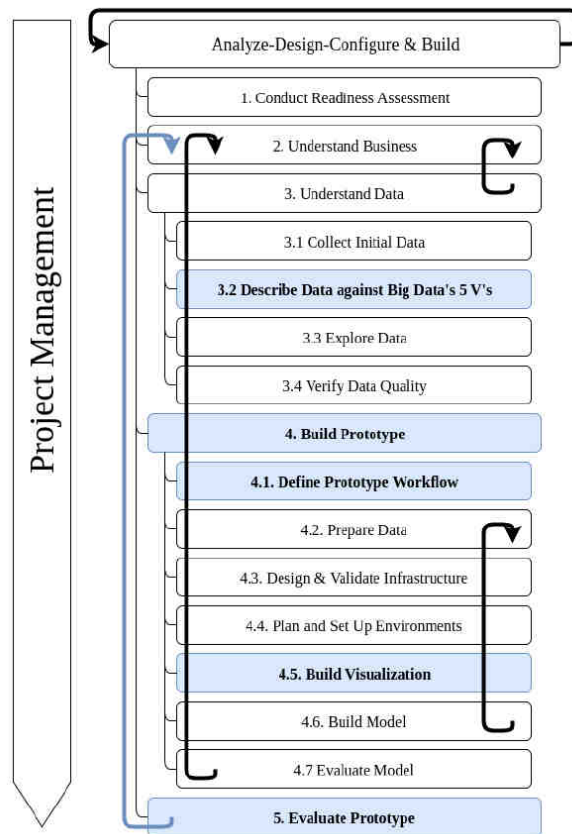 Project Management
Analyze-Design-Configure & Build
1. Conduct Readiness Assessment
2. Understand Business
3. Understand Data
3.1 Collect Initial Data
3.2 Describe Data against Big Data's 5 V's
3.3 Explore Data
3.4 Verify Data Quality
4. Build Prototype
4.1. Define Prototype Workflow
4.2. Prepare Data
4.3. Design & Validate Infrastructure
4.4. Plan and Set Up Environments
4.5. Build Visualization
4.6. Build Model
4.7 Evaluate Model
5. Evaluate Prototype